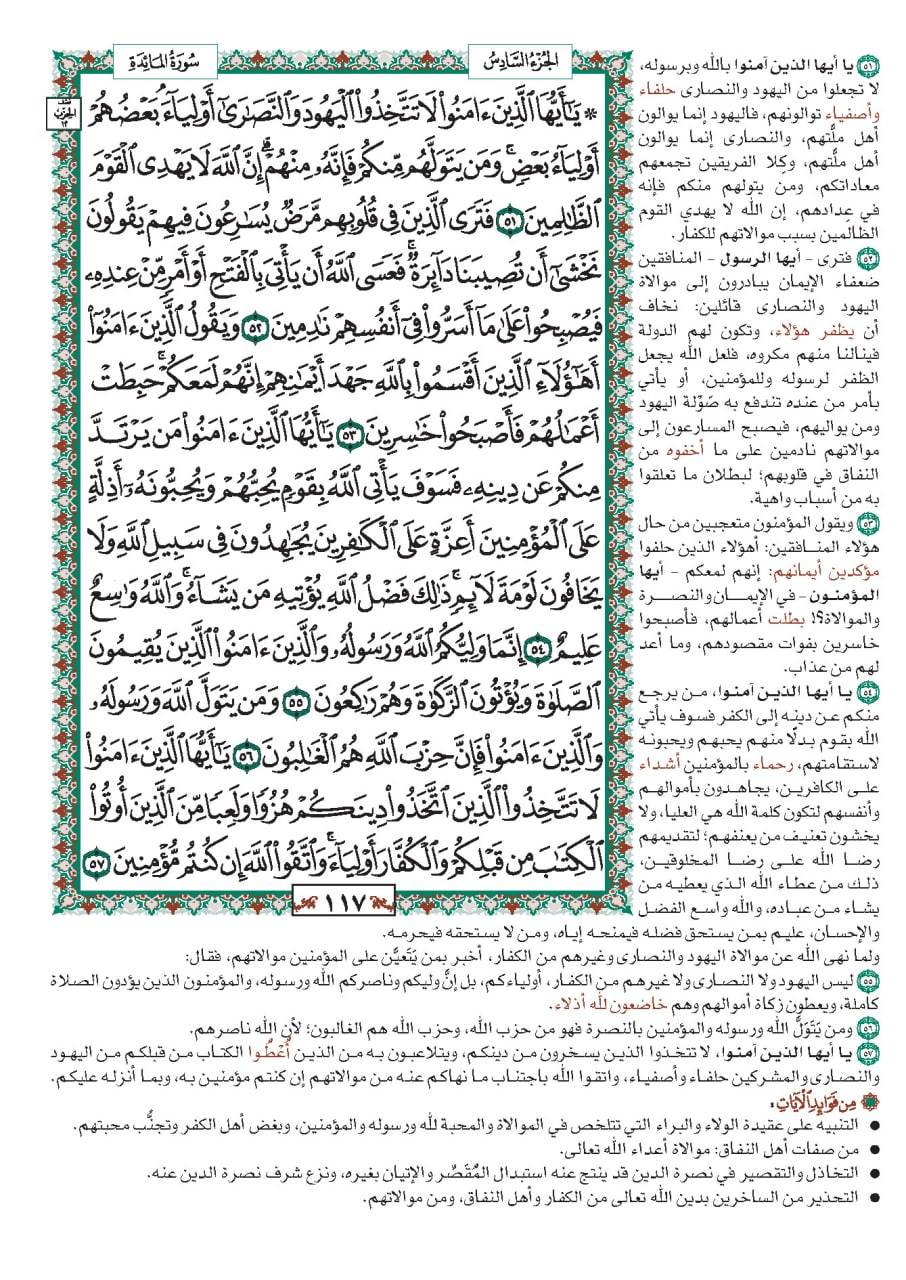 الجُزْءُ السَّادِسُ
سُورَةُ المَائِدَةِ
* يَٰٓأَيُّهَا ٱلَّذِينَ ءَامَنُوا۟ لَا تَتَّخِذُوا۟ ٱلْيَهُودَ وَٱلنَّصَٰرَىٰٓ أَوْلِيَآءَۘ بَعْضُهُمْ
أَوْلِيَآءُ بَعْضٍۚ وَمَن يَتَوَلَّهُم مِّنكُمْ فَإِنَّهُۥ مِنْهُمْۗ إِنَّ ٱللَّهَ لَا يَهْدِى ٱلْقَوْمَ
ٱلظَّٰلِمِينَ ٥١ فَتَرَى ٱلَّذِينَ فِى قُلُوبِهِم مَّرَضٌ يُسَٰرِعُونَ فِيهِمْ يَقُولُونَ
نَخْشَىٰٓ أَن تُصِيبَنَا دَآئِرَةٌۚ فَعَسَى ٱللَّهُ أَن يَأْتِىَ بِٱلْفَتْحِ أَوْ أَمْرٍ مِّنْ عِندِهِۦ
فَيُصْبِحُوا۟ عَلَىٰ مَآ أَسَرُّوا۟ فِىٓ أَنفُسِهِمْ نَٰدِمِينَ ٥٢ وَيَقُولُ ٱلَّذِينَ ءَامَنُوٓا۟
أَهَٰٓؤُلَآءِ ٱلَّذِينَ أَقْسَمُوا۟ بِٱللَّهِ جَهْدَ أَيْمَٰنِهِمْ إِنَّهُمْ لَمَعَكُمْۚ حَبِطَتْ
أَعْمَٰلُهُمْ فَأَصْبَحُوا۟ خَٰسِرِينَ ٥٣ يَٰٓأَيُّهَا ٱلَّذِينَ ءَامَنُوا۟ مَن يَرْتَدَّ
مِنكُمْ عَن دِينِهِۦ فَسَوْفَ يَأْتِى ٱللَّهُ بِقَوْمٍ يُحِبُّهُمْ وَيُحِبُّونَهُۥٓ أَذِلَّةٍ
عَلَى ٱلْمُؤْمِنِينَ أَعِزَّةٍ عَلَى ٱلْكَٰفِرِينَ يُجَٰهِدُونَ فِى سَبِيلِ ٱللَّهِ وَلَا
يَخَافُونَ لَوْمَةَ لَآئِمٍۚ ذَٰلِكَ فَضْلُ ٱللَّهِ يُؤْتِيهِ مَن يَشَآءُۚ وَٱللَّهُ وَٰسِعٌ
عَلِيمٌ ٥٤ إِنَّمَا وَلِيُّكُمُ ٱللَّهُ وَرَسُولُهُۥ وَٱلَّذِينَ ءَامَنُوا۟ ٱلَّذِينَ يُقِيمُونَ
ٱلصَّلَوٰةَ وَيُؤْتُونَ ٱلزَّكَوٰةَ وَهُمْ رَٰكِعُونَ ٥٥ وَمَن يَتَوَلَّ ٱللَّهَ وَرَسُولَهُۥ
وَٱلَّذِينَ ءَامَنُوا۟ فَإِنَّ حِزْبَ ٱللَّهِ هُمُ ٱلْغَٰلِبُونَ ٥٦ يَٰٓأَيُّهَا ٱلَّذِينَ ءَامَنُوا۟
لَا تَتَّخِذُوا۟ ٱلَّذِينَ ٱتَّخَذُوا۟ دِينَكُمْ هُزُوًا وَلَعِبًا مِّنَ ٱلَّذِينَ أُوتُوا۟
ٱلْكِتَٰبَ مِن قَبْلِكُمْ وَٱلْكُفَّارَ أَوْلِيَآءَۚ وَٱتَّقُوا۟ ٱللَّهَ إِن كُنتُم مُّؤْمِنِينَ ٥٧
١١٧
٥١ يا أيها الذين آمنوا بالله وبرسوله،
لا تجعلوا من اليهود والنصارى حلفاء
وأصفياء توالونهم، فاليهود إنما يوالون
أهل ملَّتهم، والنصارى إنما يوالون
أهل ملَّتهم، وكلا الفريقين تجمعهم
معاداتكم، ومن يتولهم منكم فإنه
في عِدادهم، إن الله لا يهدي القوم
الظالمين بسبب موالاتهم للكفار.
٥٢ فترى - أيها الرسول - المنافقين
ضعفاء الإيمان يبادرون إلى موالاة
اليهود والنصارى قائلين: نخاف
أن يظفر هؤلاء، وتكون لهم الدولة
فينالنا منهم مكروه، فلعل الله يجعل
الظفر لرسوله وللمؤمنين، أو يأتي
بأمر من عنده تندفع به صَوْلة اليهود
ومن يواليهم، فيصبح المسارعون إلى
موالاتهم نادمين على ما أخفوه من
النفاق في قلوبهم؛ لبطلان ما تعلقوا
به من أسباب واهية.
٥٣ ويقول المؤمنون متعجبين من حال
هؤلاء المنافقين: أهؤلاء الذين حلفوا
مؤكدين أيمانهم: إنهم لمعكم - أيها
المؤمنون - في الإيمان والنصرة
والموالاة؟! بطلت أعمالهم، فأصبحوا
خاسرين بفوات مقصودهم، وما أعد
لهم من عذاب.
٥٤ يا أيها الذين آمنوا، من يرجع
منكم عن دينه إلى الكفر فسوف يأتي
الله بقوم بدلًا منهم يحبهم ويحبونه
لاستقامتهم، رحماء بالمؤمنين أشداء
على الكافرين، يجاهدون بأموالهم
وأنفسهم لتكون كلمة الله هي العليا، ولا
يخشون تعنيف من يعنفهم؛ لتقديمهم
رضا الله على رضا المخلوقين،
ذلك من عطاء الله الذي يعطيه من
يشاء من عباده، والله واسع الفضل
والإحسان، عليم بمن يستحق فضله فيمنحه إياه، ومن لا يستحقه فيحرمه.
ولما نهى الله عن موالاة اليهود والنصارى وغيرهم من الكفار، أخبر بمن يَتَعيَّن على المؤمنين موالاتهم، فقال:
٥٥ ليس اليهود ولا النصارى ولا غيرهم من الكفار، أولياءكم، بل إنَّ وليكم وناصركم الله ورسوله، والمؤمنون الذين يؤدون الصلاة
كاملة، ويعطون زكاة أموالهم وهم خاضعون لله أذلاء.
٥٦ ومن يَتَوَلَّ الله ورسوله والمؤمنين بالنصرة فهو من حزب الله، وحزب الله هم الغالبون؛ لأن الله ناصرهم.
٥٧ يا أيها الذين آمنوا، لا تتخذوا الذين يسخرون من دينكم، ويتلاعبون به من الذين أُعْطُوا الكتاب من قبلكم من اليهود
والنصارى والمشركين حلفاء وأصفياء، واتقوا الله باجتناب ما نهاكم عنه من موالاتهم إن كنتم مؤمنين به، وبما أنزله عليكم.
مِن فَوَائِدِ الآيَاتِ:
● التنبيه على عقيدة الولاء والبراء التي تتلخص في الموالاة والمحبة لله ورسوله والمؤمنين، وبغض أهل الكفر وتجنُّب محبتهم.
● من صفات أهل النفاق: موالاة أعداء الله تعالى.
● التخاذل والتقصير في نصرة الدين قد ينتج عنه استبدال المُقَصِّر والإتيان بغيره، ونزع شرف نصرة الدين عنه.
● التحذير من الساخرين بدين الله تعالى من الكفار وأهل النفاق، ومن موالاتهم.